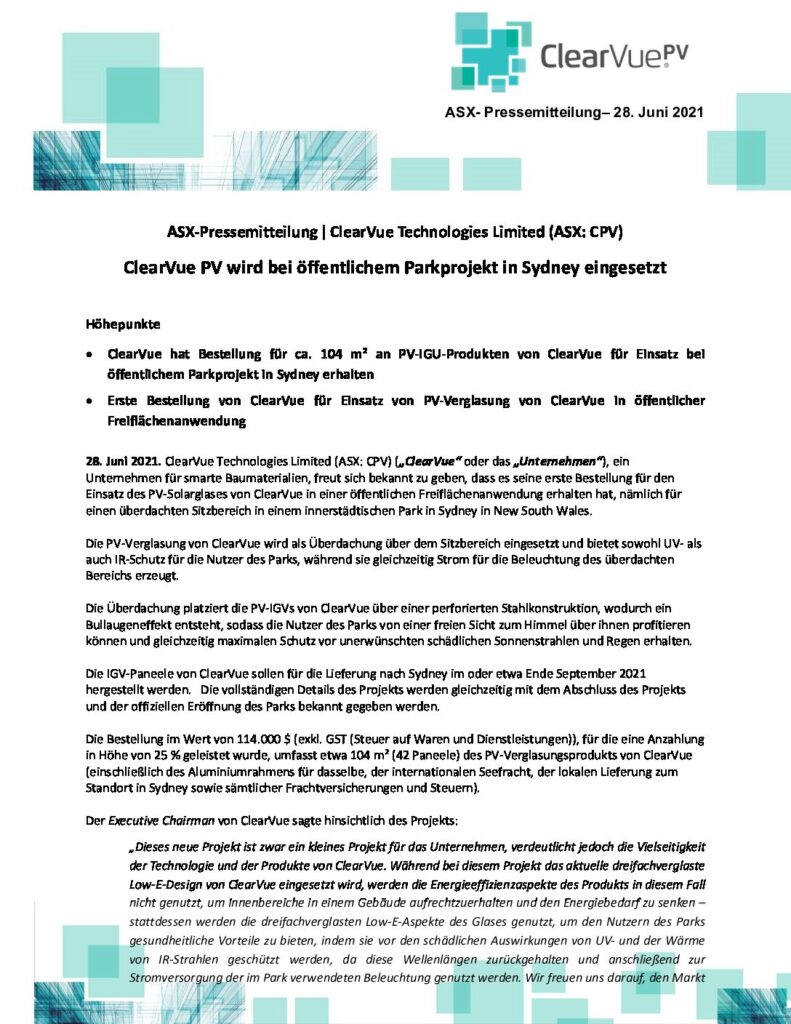 ClearVue PV
ASX- Pressemitteilung– 28. Juni 2021
ASX-Pressemitteilung | ClearVue Technologies Limited (ASX: CPV)
ClearVue PV wird bei öffentlichem Parkprojekt in Sydney eingesetzt
Höhepunkte
• ClearVue hat Bestellung für ca. 104 m² an PV-IGU-Produkten von ClearVue für Einsatz bei
öffentlichem Parkprojekt in Sydney erhalten
• Erste Bestellung von ClearVue für Einsatz von PV-Verglasung von ClearVue in öffentlicher
Freiflächenanwendung
28. Juni 2021. ClearVue Technologies Limited (ASX: CPV) („ClearVue“ oder das „Unternehmen“), ein
Unternehmen für smarte Baumaterialien, freut sich bekannt zu geben, dass es seine erste Bestellung für den
Einsatz des PV-Solarglases von ClearVue in einer öffentlichen Freiflächenanwendung erhalten hat, nämlich für
einen überdachten Sitzbereich in einem innerstädtischen Park in Sydney in New South Wales.
Die PV-Verglasung von ClearVue wird als Überdachung über dem Sitzbereich eingesetzt und bietet sowohl UV- als
auch IR-Schutz für die Nutzer des Parks, während sie gleichzeitig Strom für die Beleuchtung des überdachten
Bereichs erzeugt.
Die Überdachung platziert die PV-IGVs von ClearVue über einer perforierten Stahlkonstruktion, wodurch ein
Bullaugeneffekt entsteht, sodass die Nutzer des Parks von einer freien Sicht zum Himmel über ihnen profitieren
können und gleichzeitig maximalen Schutz vor unerwünschten schädlichen Sonnenstrahlen und Regen erhalten.
Die IGV-Paneele von ClearVue sollen für die Lieferung nach Sydney im oder etwa Ende September 2021
hergestellt werden. Die vollständigen Details des Projekts werden gleichzeitig mit dem Abschluss des Projekts
und der offiziellen Eröffnung des Parks bekannt gegeben werden.
Die Bestellung im Wert von 114.000 $ (exkl. GST (Steuer auf Waren und Dienstleistungen)), für die eine Anzahlung
in Höhe von 25 % geleistet wurde, umfasst etwa 104 m² (42 Paneele) des PV-Verglasungsprodukts von ClearVue
(einschließlich des Aluminiumrahmens für dasselbe, der internationalen Seefracht, der lokalen Lieferung zum
Standort in Sydney sowie sämtlicher Frachtversicherungen und Steuern).
Der Executive Chairman von ClearVue sagte hinsichtlich des Projekts:
„Dieses neue Projekt ist zwar ein kleines Projekt für das Unternehmen, verdeutlicht jedoch die Vielseitigkeit
der Technologie und der Produkte von ClearVue. Während bei diesem Projekt das aktuelle dreifachverglaste
Low-E-Design von ClearVue eingesetzt wird, werden die Energieeffizienzaspekte des Produkts in diesem Fall
nicht genutzt, um Innenbereiche in einem Gebäude aufrechtzuerhalten und den Energiebedarf zu senken –
stattdessen werden die dreifachverglasten Low-E-Aspekte des Glases genutzt, um den Nutzern des Parks
gesundheitliche Vorteile zu bieten, indem sie vor den schädlichen Auswirkungen von UV- und der Wärme
von IR-Strahlen geschützt werden, da diese Wellenlängen zurückgehalten und anschließend zur
Stromversorgung der im Park verwendeten Beleuchtung genutzt werden. Wir freuen uns darauf, den Markt